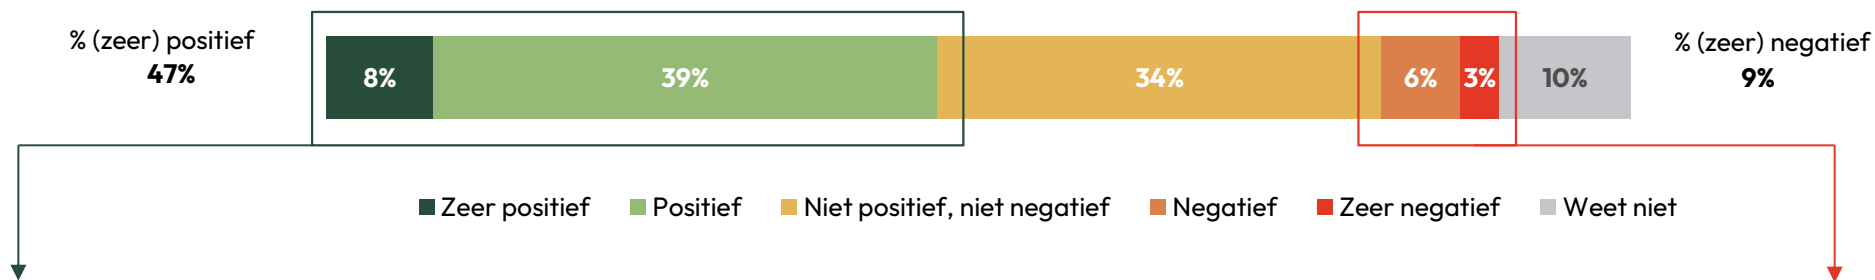 % (zeer) positief
47%
8%
39%
34%
6%
3%
10%
% (zeer) negatief
9%
Zeer positief
Positief
Niet positief, niet negatief
Negatief
Zeer negatief
Weet niet